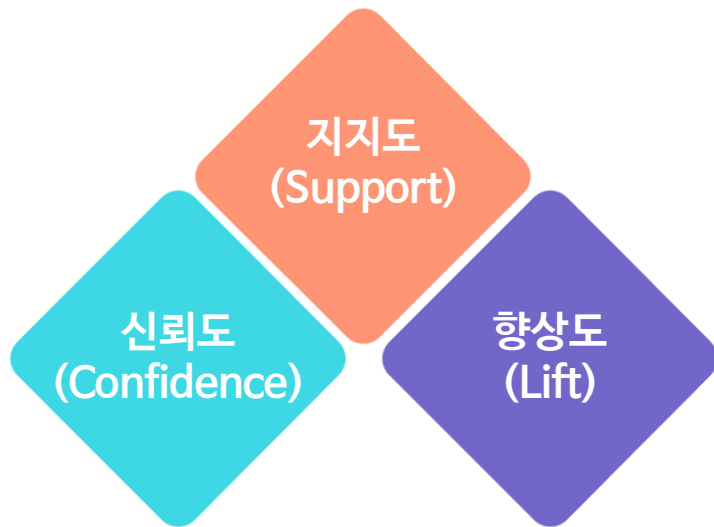 지지도
(Support)
신뢰도
(Confidence)
향상도
(Lift)